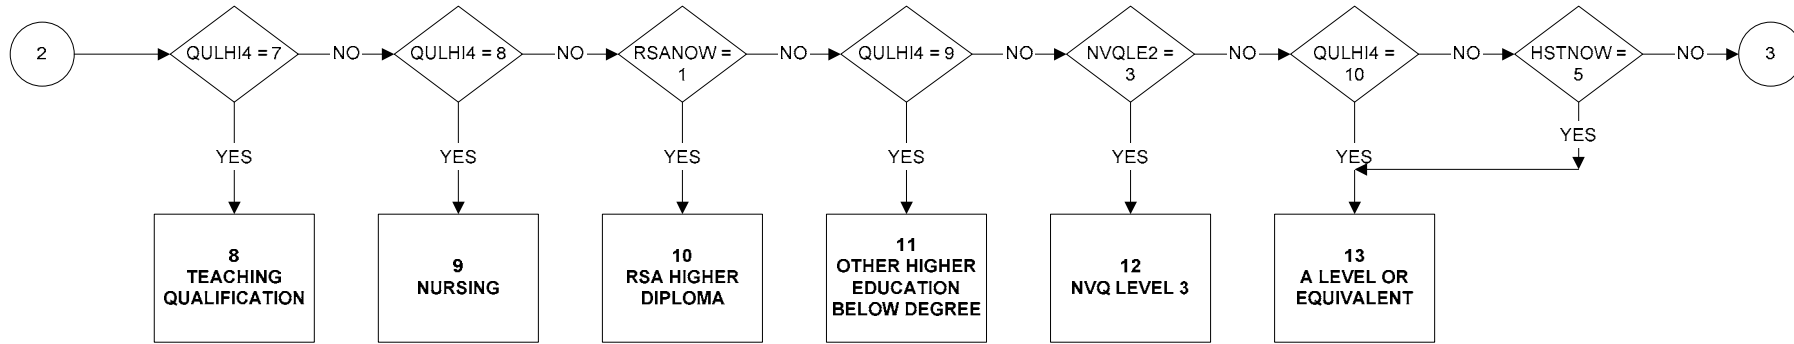 2
QULHI4 = 7
NO
QULHI4 = 8
NO
RSANOW =
1
NO
QULHI4 = 9
NO
NVQLE2 =
3
NO
QULHI4 =
10
NO
HSTNOW =
5
NO
3
YES
YES
YES
YES
YES
YES
YES
8
TEACHING
QUALIFICATION
9
NURSING
10
RSA HIGHER
DIPLOMA
11
OTHER HIGHER
EDUCATION
BELOW DEGREE
12
NVQ LEVEL 3
13
A LEVEL OR
EQUIVALENT